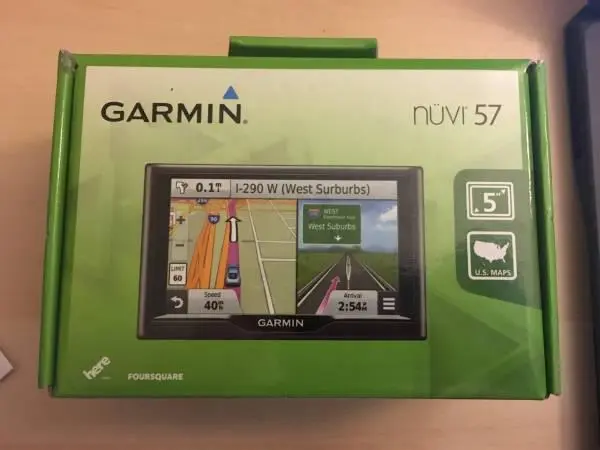 GARMIN.
nüvi® 57
0.1
I-290 W (West Surburbs)
5"
WEST
West Suburbs
LIMIT
60
90
U.S. MAPS
Speed
40
Arrival
2:54
GARMIN
here
FOURSQUARE